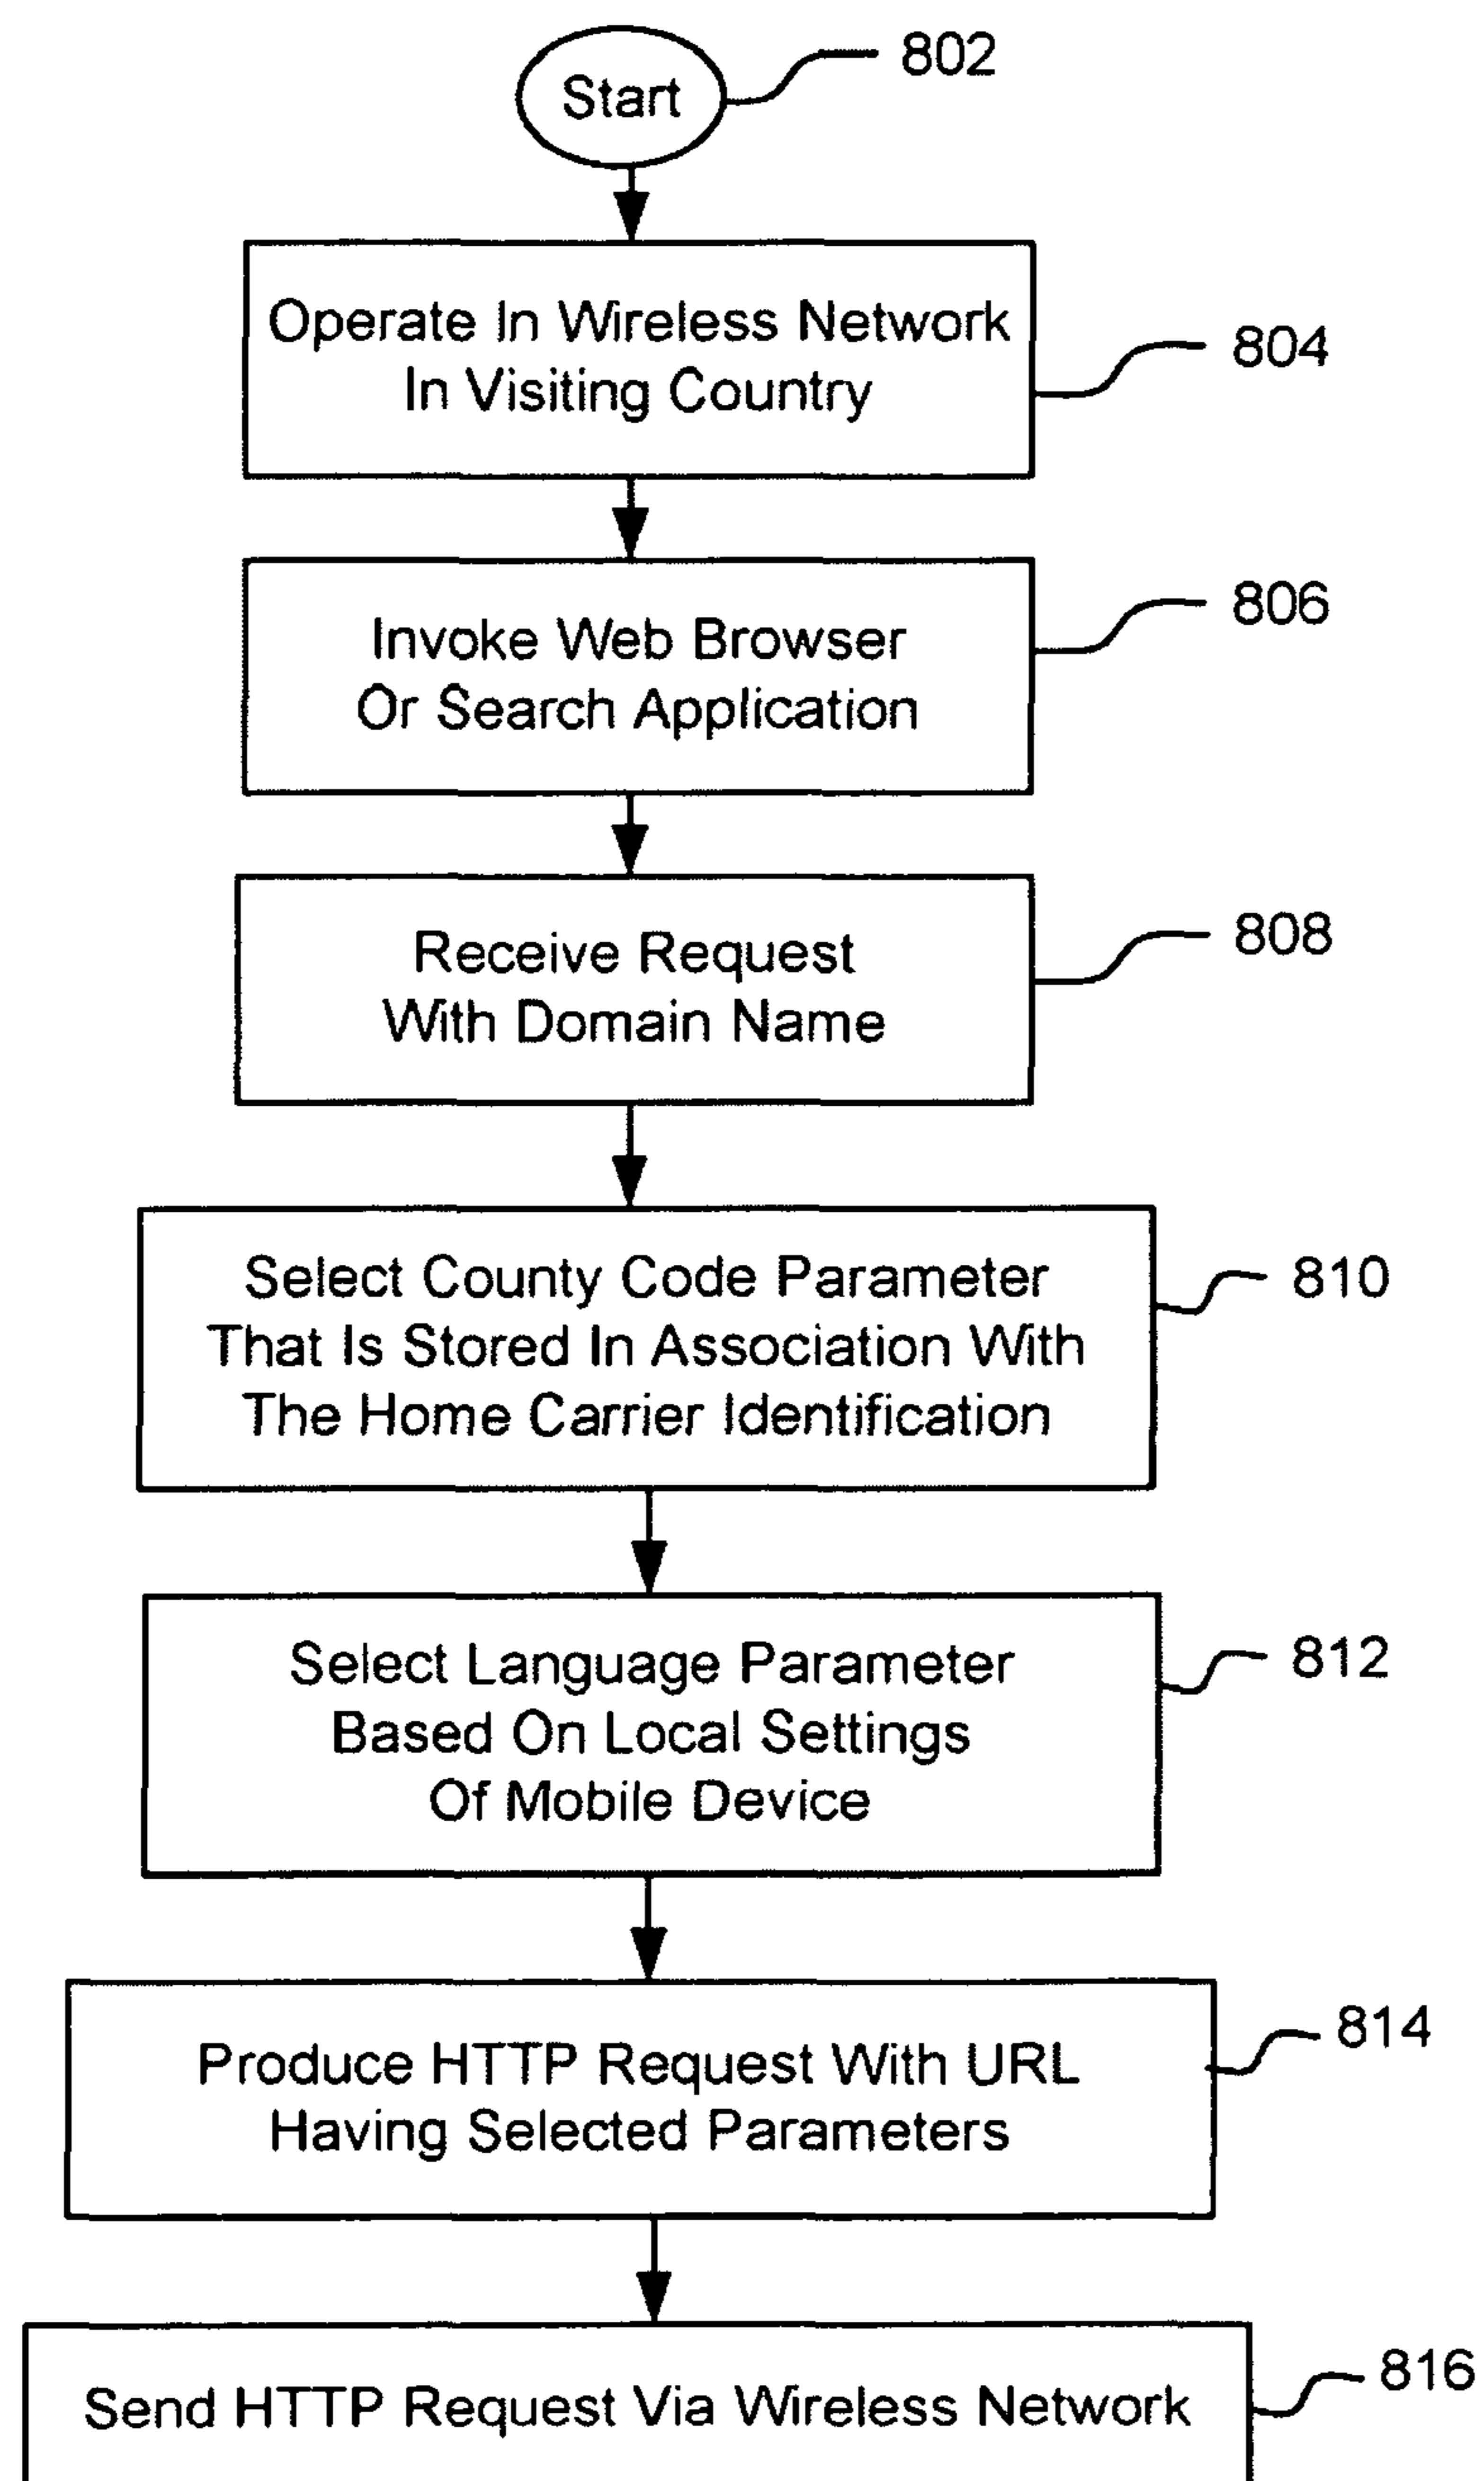 Start
802
Operate In Wireless Network
In Visiting Country
804
Invoke Web Browser
Or Search Application
806
Receive Request
With Domain Name
808
Select County Code Parameter
That Is Stored In Association With
The Home Carrier Identification
810
Select Language Parameter
Based On Local Settings
Of Mobile Device
812
Produce HTTP Request With URL
Having Selected Parameters
814
Send HTTP Request Via Wireless Network
816